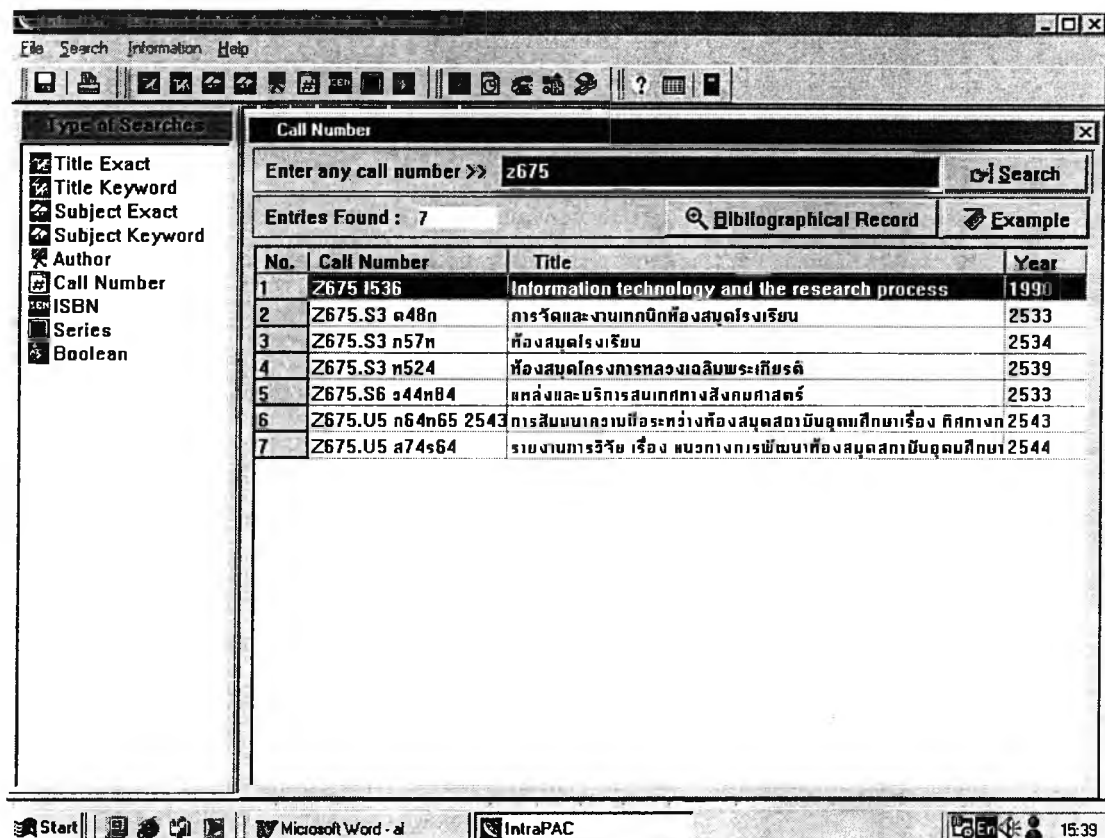 File Search Information Help
Type of Searches
Title Exact
Title Keyword
Subject Exact
Subject Keyword
Author
Call Number
ISBN
Series
Boolean
Call Number
Enter any call number >> z675 Search
Entries Found : 7 Bibliographical Record Example
No. Call Number Title Year
1 Z675 I536 Information technology and the research process 1990
2 Z675.S3 ด48ก การวัดและงานเทคนิคห้องสมุดโรงเรียน 2533
3 Z675.S3 ก57ห ห้องสมุดโรงเรียน 2534
4 Z675.S3 ห524 ห้องสมุดโครงการหลวงเฉลิมพระเกียรติ 2539
5 Z675.S6 ว44ห84 แหล่งและบริการสนเทศทางสังคมศาสตร์ 2533
6 Z675.U5 ก64ก65 2543 การสัมมนาความมือระหว่างห้องสมุดสถาบันอุดมศึกษาเรื่อง ทิศทางก 2543
7 Z675.U5 ส74ร64 รายงานการวิจัย เรื่อง แนวทางการพัฒนาห้องสมุดสถาบันอุดมศึกษา 2544
Start Microsoft Word - al IntraPAC 15:39